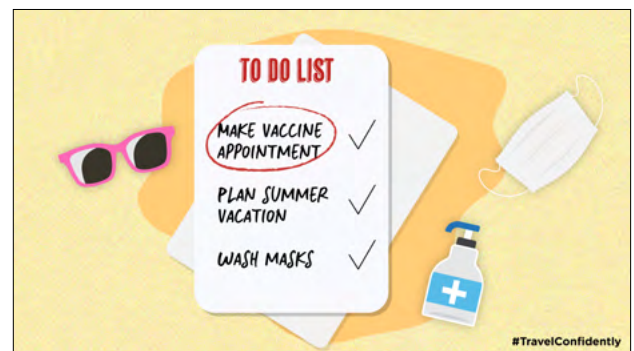 TO DO LIST
MAKE VACCINE
APPOINTMENT
PLAN SUMMER
VACATION
WASH MASKS
#TravelConfidently